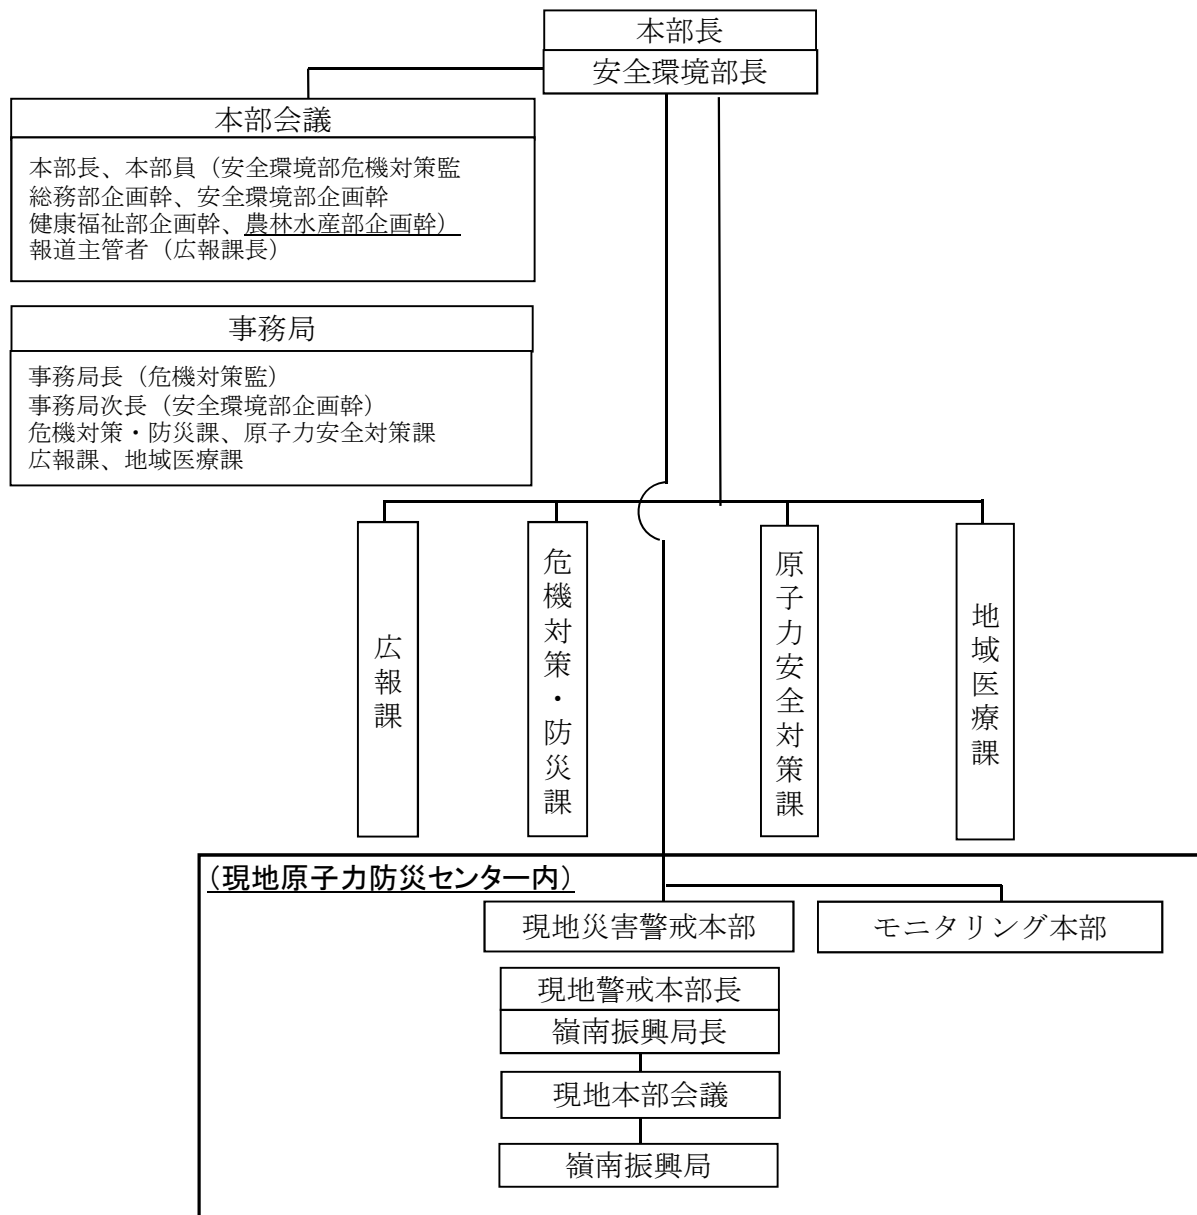 本部長
安全環境部長
本部会議
本部長、本部員（安全環境部危機対策監
総務部企画幹、安全環境部企画幹
健康福祉部企画幹、農林水産部企画幹）
報道主管者（広報課長）
事務局
事務局長（危機対策監）
事務局次長（安全環境部企画幹）
危機対策・防災課、原子力安全対策課
広報課、地域医療課
広報課
危機対策・防災課
原子力安全対策課
地域医療課
（現地原子力防災センター内）
現地災害警戒本部
モニタリング本部
現地警戒本部長
嶺南振興局長
現地本部会議
嶺南振興局